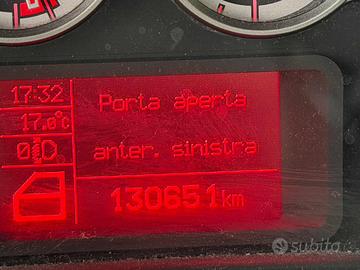 17:32
17.0°C
Porta aperta
anter. sinistra
130651km
subito